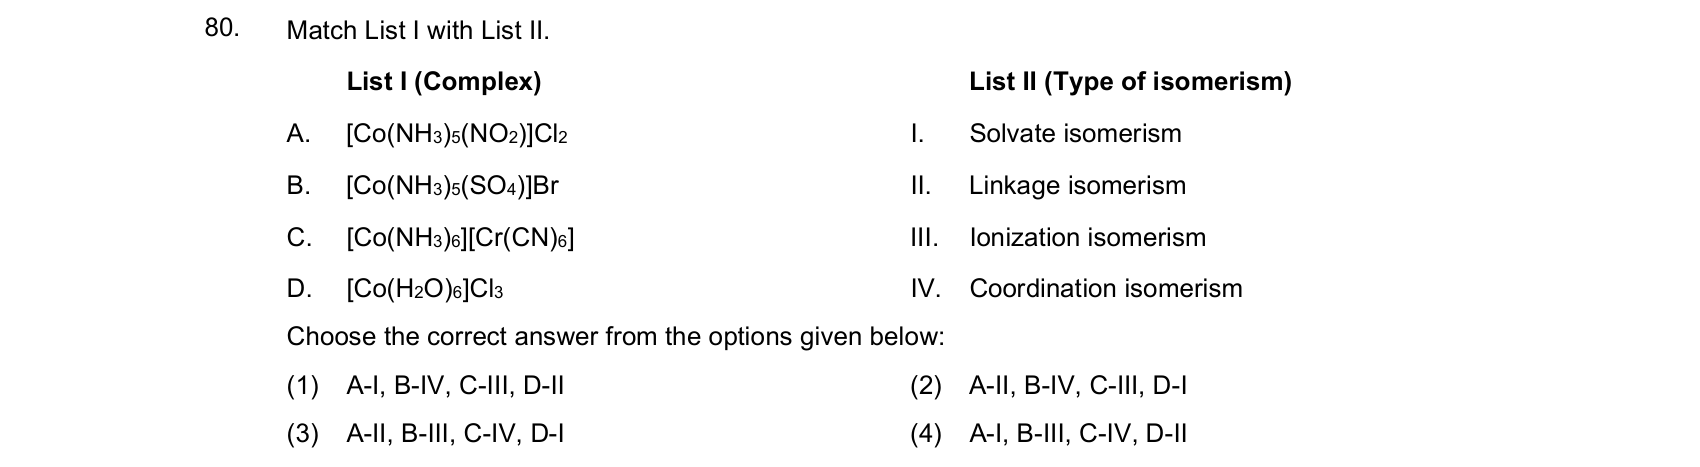 80. Match List I with List II.
List I (Complex) List II (Type of isomerism)
A. [Co(NH3)5(NO2)]Cl2 I. Solvate isomerism
B. [Co(NH3)5(SO4)]Br II. Linkage isomerism
C. [Co(NH3)6][Cr(CN)6] III. Ionization isomerism
D. [Co(H2O)6]Cl3 IV. Coordination isomerism
Choose the correct answer from the options given below:
(1) A-I, B-IV, C-III, D-II (2) A-II, B-IV, C-III, D-I
(3) A-II, B-III, C-IV, D-I (4) A-I, B-III, C-IV, D-II